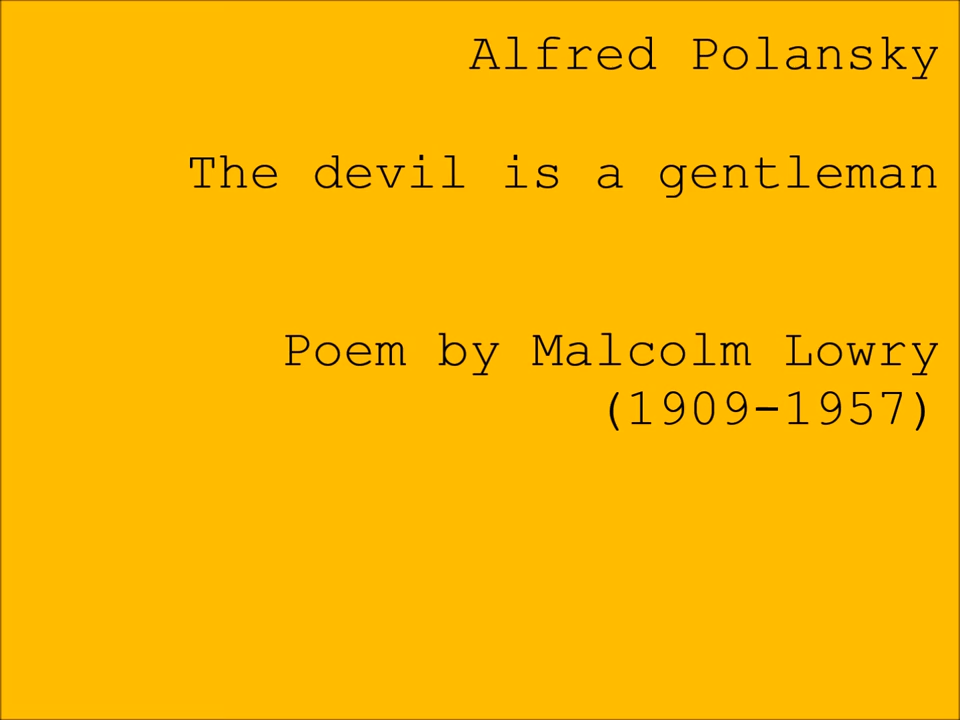 Alfred Polansky
The devil is a gentleman
Poem by Malcolm Lowry
(1909-1957)